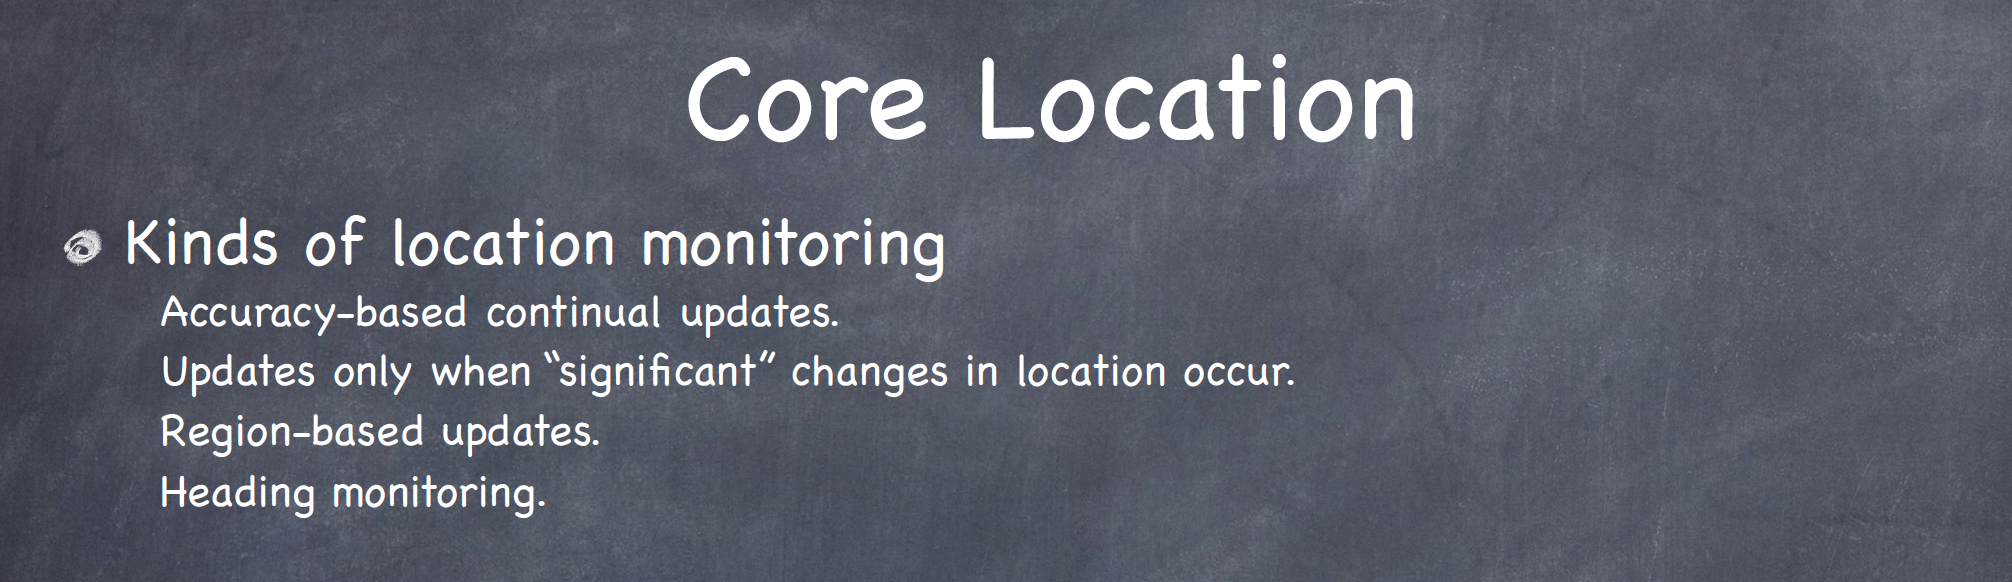 Core Location
Kinds of location monitoring
Accuracy-based continual updates.
Updates only when “significant” changes in location occur.
Region-based updates.
Heading monitoring.